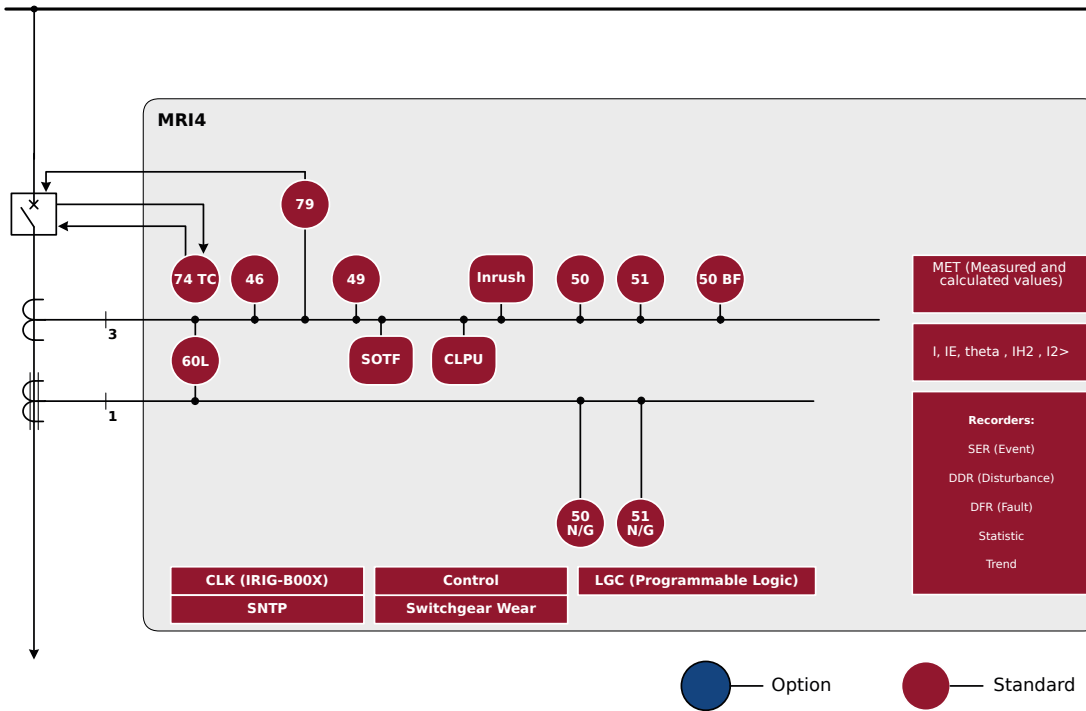 MRI4
79
74 TC
46
49
Inrush
50
51
50 BF
MET (Measured and
calculated values)
3
60L
SOTF
CLPU
I, IE, theta , IH2 , I2>
1
Recorders:
SER (Event)
DDR (Disturbance)
DFR (Fault)
Statistic
Trend
50
N/G
51
N/G
CLK (IRIG-B00X)
Control
LGC (Programmable Logic)
SNTP
Switchgear Wear
Option
Standard